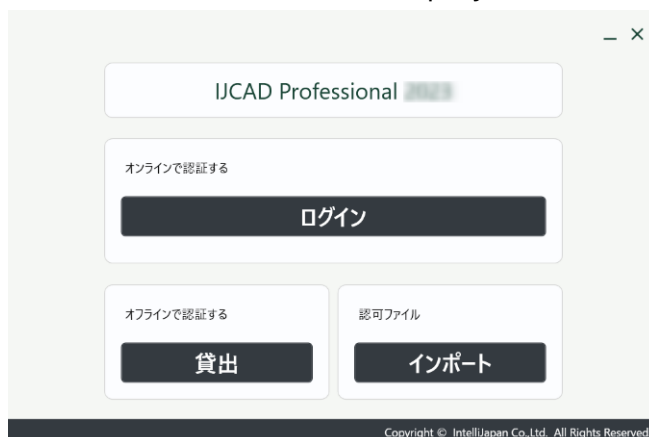 IJCAD Professional
オンラインで認証する
ログイン
オフラインで認証する
認可ファイル
貸出
インポート
Copyright © IntelliJapan Co.,Ltd. All Rights Reserved